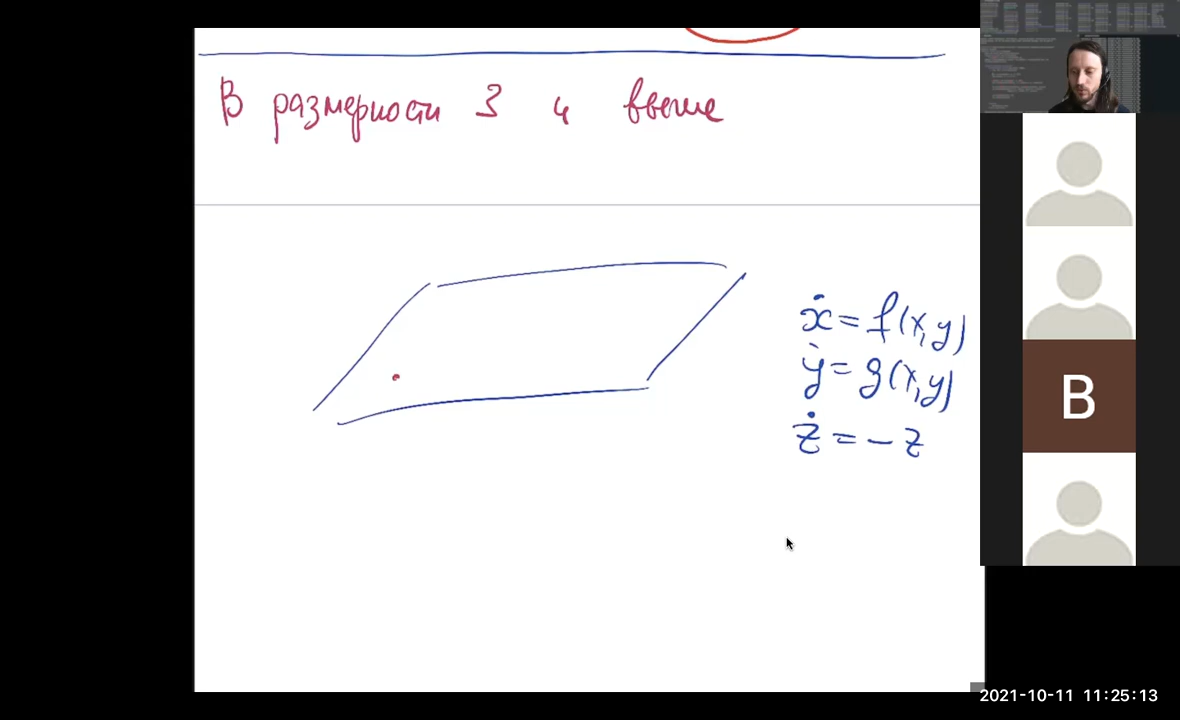 В размерности 3 и выше
ẋ = f(x,y)
ẏ = g(x,y)
ż = -z
B
2021-10-11 11:25:13